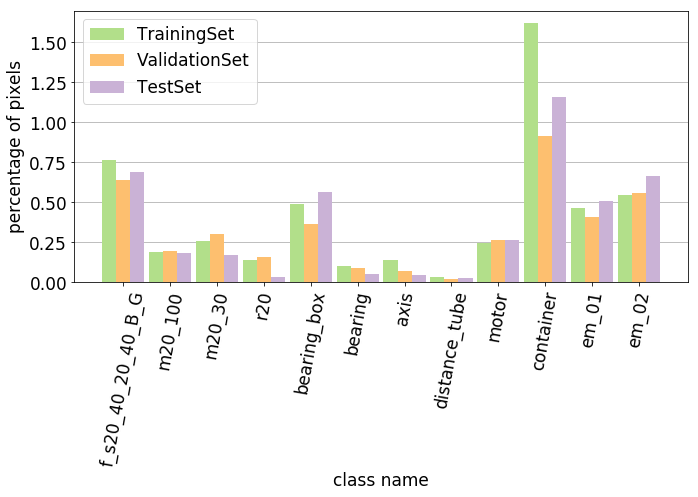 TrainingSet
ValidationSet
TestSet
percentage of pixels
1.50
1.25
1.00
0.75
0.50
0.25
0.00
f_s20_40_20_40_B_G
m20_100
m20_30
r20
bearing_box
bearing
axis
distance_tube
motor
container
em_01
em_02
class name